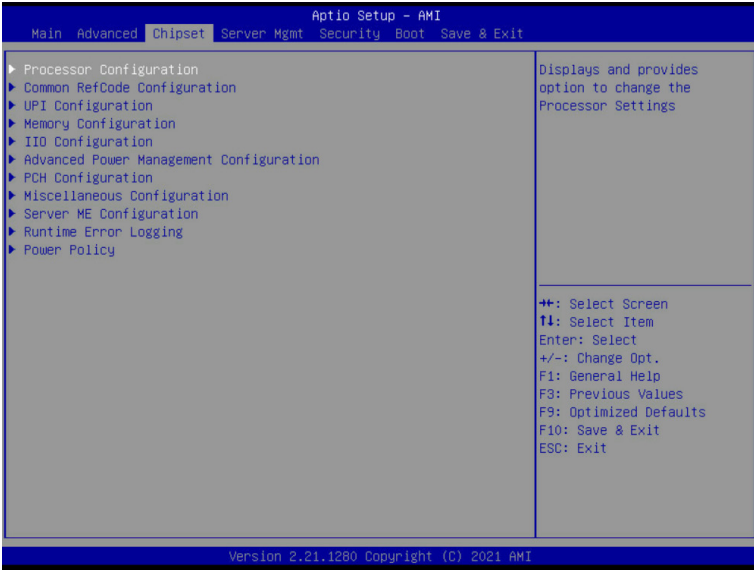 Aptio Setup - AMI
Main Advanced Chipset Server Mgmt Security Boot Save & Exit
Processor Configuration
Common RefCode Configuration
UPI Configuration
Memory Configuration
IIO Configuration
Advanced Power Management Configuration
PCH Configuration
Miscellaneous Configuration
Server ME Configuration
Runtime Error Logging
Power Policy
Displays and provides
option to change the
Processor Settings
→←: Select Screen
↑↓: Select Item
Enter: Select
+/-: Change Opt.
F1: General Help
F3: Previous Values
F9: Optimized Defaults
F10: Save & Exit
ESC: Exit
Version 2.21.1280 Copyright (C) 2021 AMI